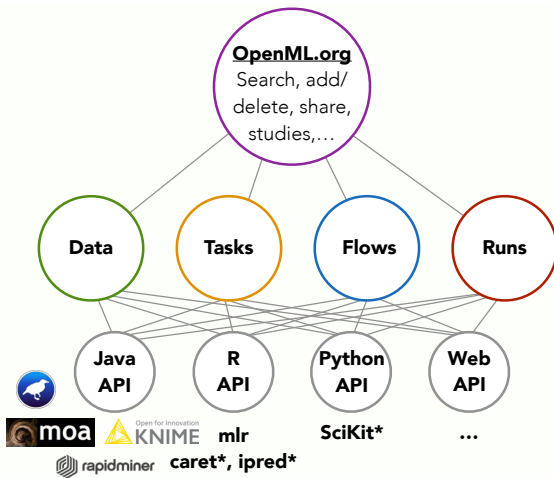 OpenML.org
Search, add/
delete, share,
studies,...
Data
Tasks
Flows
Runs
Java
API
R
API
Python
API
Web
API
moa
Open for Innovation
KNIME
mlr
SciKit*
...
rapidminer
caret*, ipred*